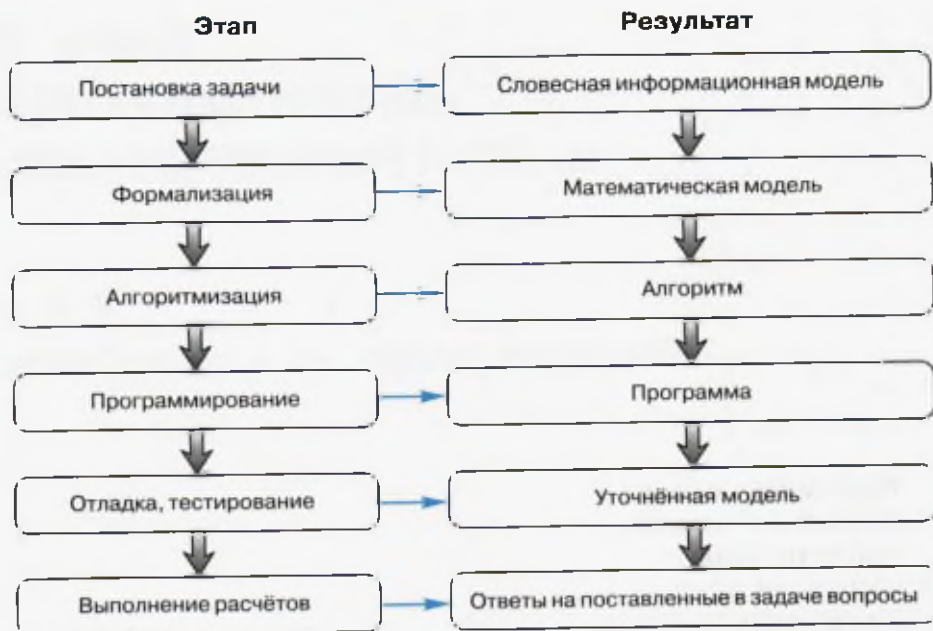 Этап Результат
Постановка задачи Словесная информационная модель
Формализация Математическая модель
Алгоритмизация Алгоритм
Программирование Программа
Отладка, тестирование Уточнённая модель
Выполнение расчётов Ответы на поставленные в задаче вопросы